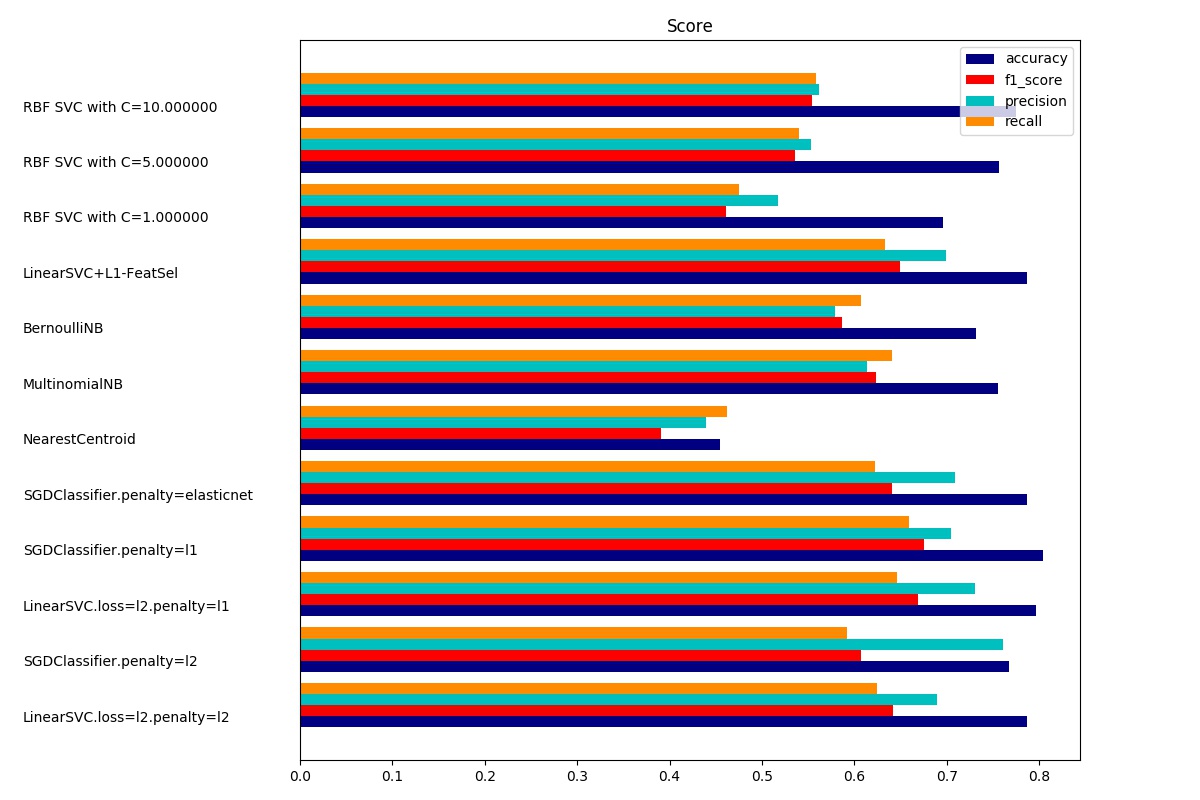 Score
accuracy
f1_score
precision
recall
RBF SVC with C=10.000000
RBF SVC with C=5.000000
RBF SVC with C=1.000000
LinearSVC+L1-FeatSel
BernoulliNB
MultinomialNB
NearestCentroid
SGDClassifier.penalty=elasticnet
SGDClassifier.penalty=l1
LinearSVC.loss=l2.penalty=l1
SGDClassifier.penalty=l2
LinearSVC.loss=l2.penalty=l2
0.0 0.1 0.2 0.3 0.4 0.5 0.6 0.7 0.8